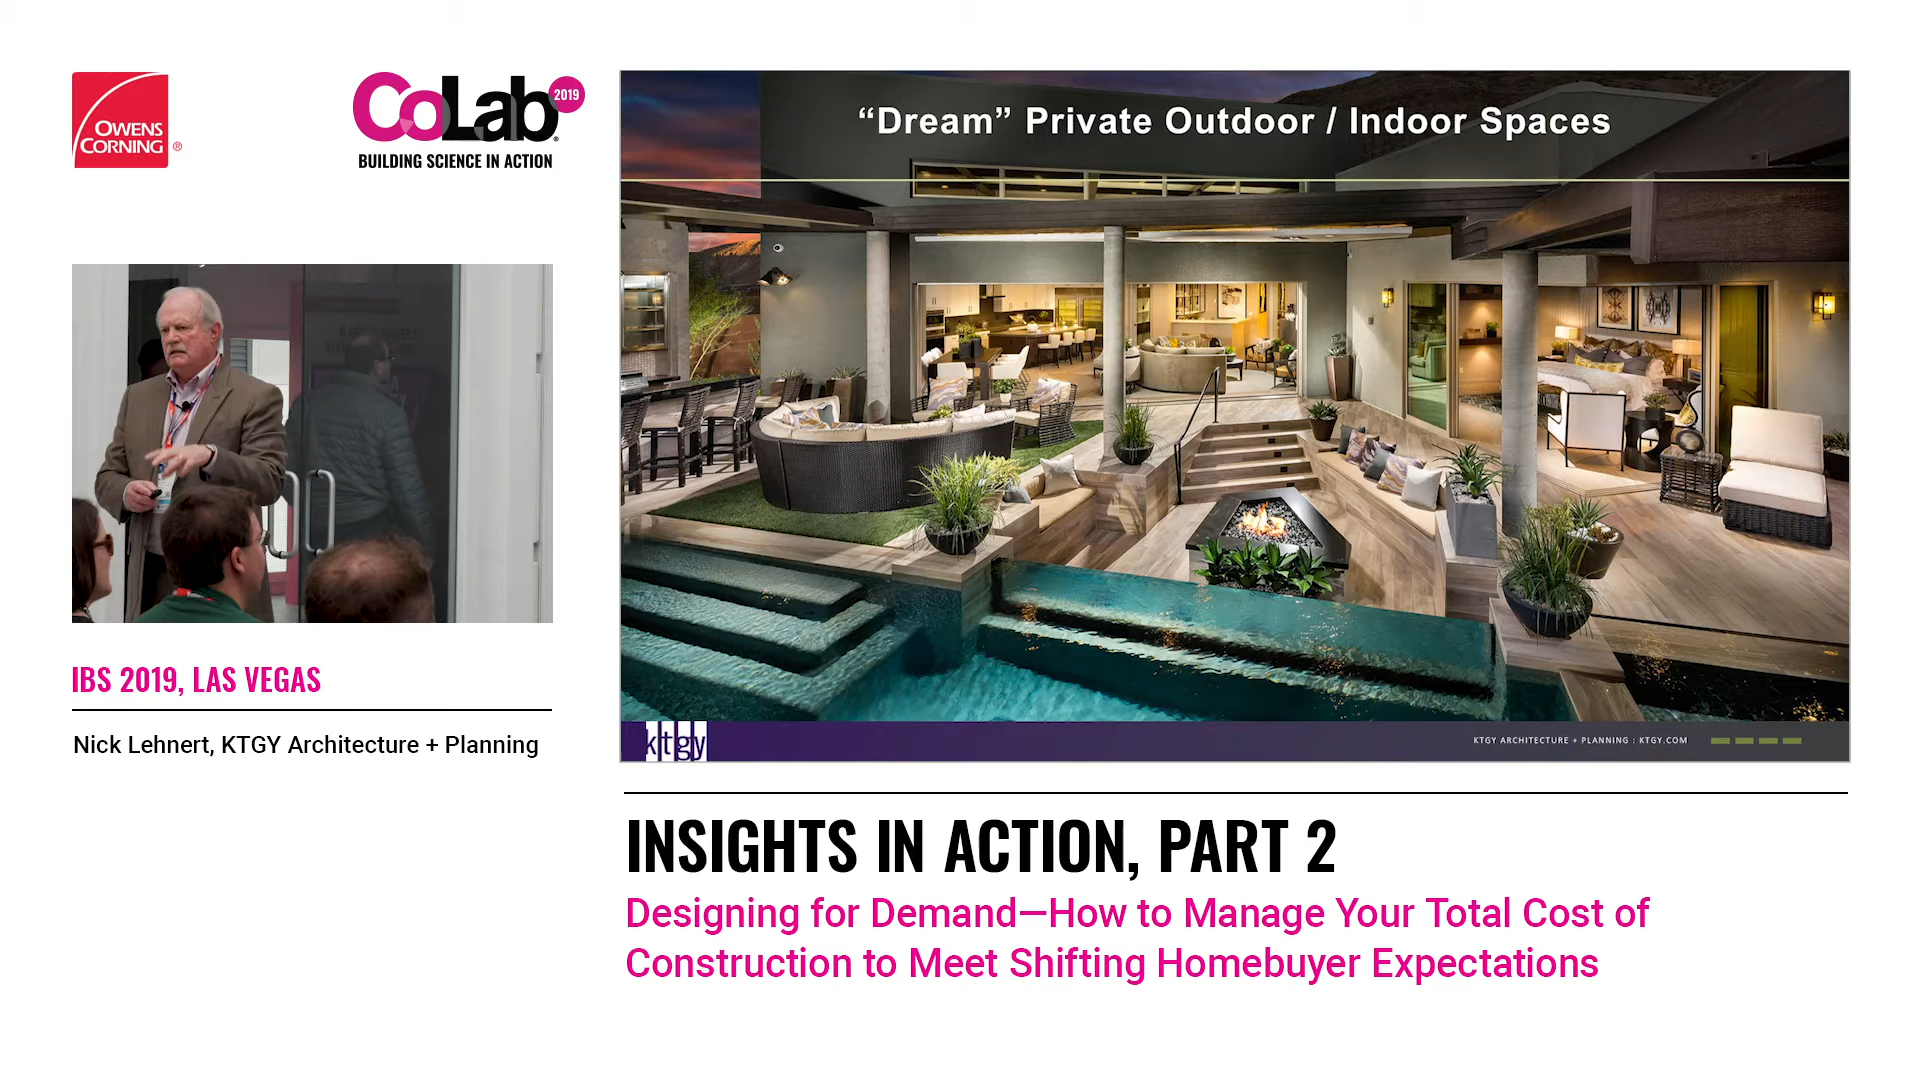 OWENS
CORNING ®
CoLab 2019
BUILDING SCIENCE IN ACTION
“Dream” Private Outdoor / Indoor Spaces
IBS 2019, LAS VEGAS
Nick Lehnert, KTGY Architecture + Planning
ktgy
KTGY ARCHITECTURE + PLANNING : KTGY.COM
INSIGHTS IN ACTION, PART 2
Designing for Demand—How to Manage Your Total Cost of
Construction to Meet Shifting Homebuyer Expectations